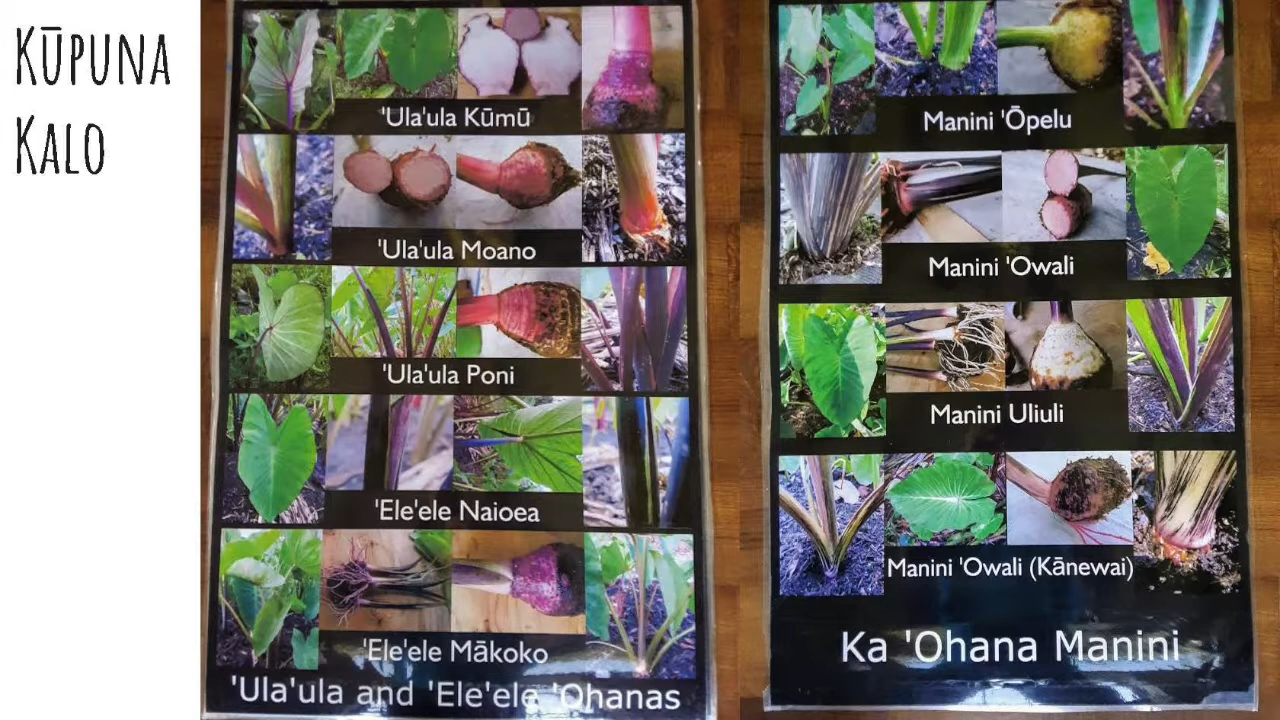 KŪPUNA
KALO
'Ula'ula Kūmū
'Ula'ula Moano
'Ula'ula Poni
'Ele'ele Naioea
'Ele'ele Mākoko
'Ula'ula and 'Ele'ele 'Ohanas
Manini 'Ōpelu
Manini 'Owali
Manini Uliuli
Manini 'Owali (Kānewai)
Ka 'Ohana Manini